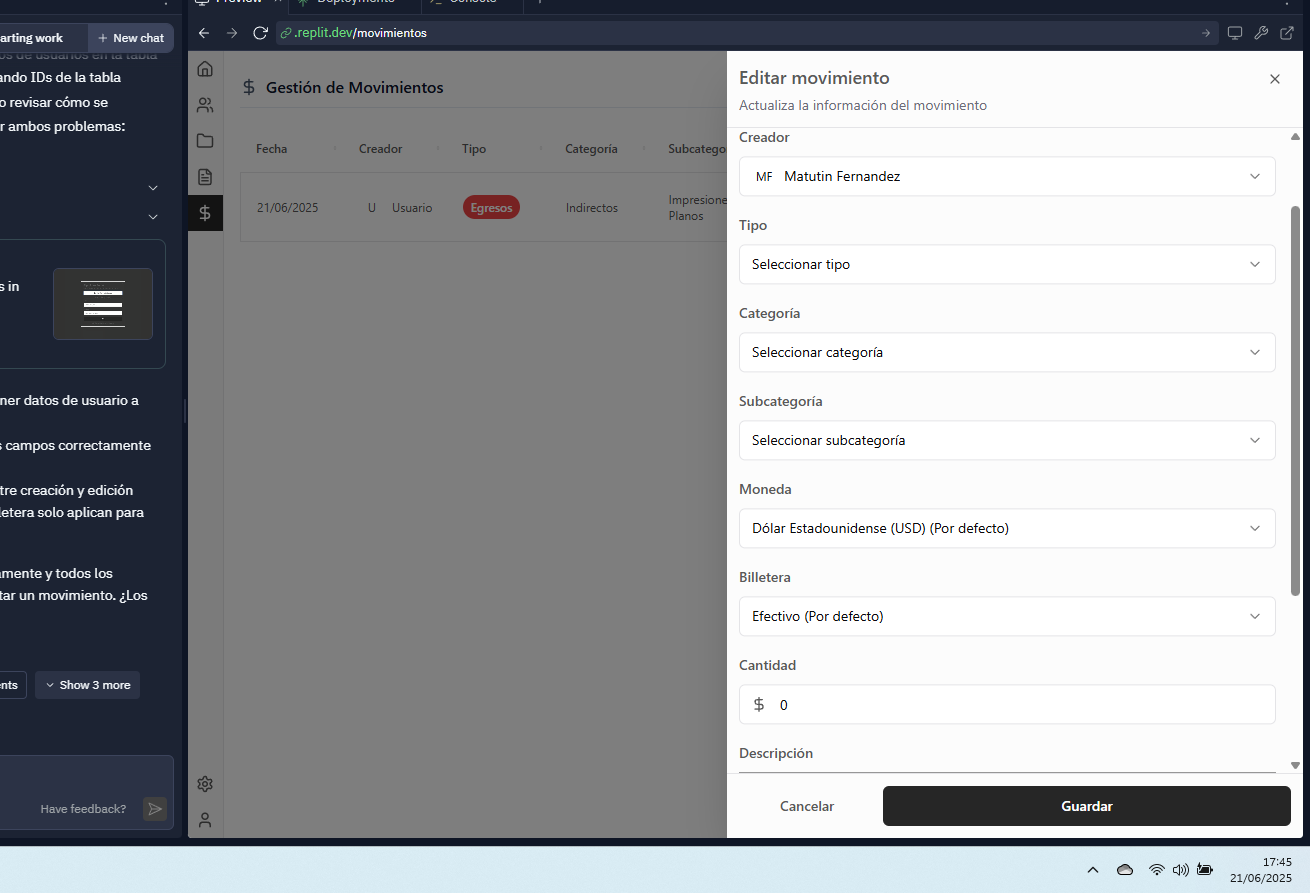 Preview
Deployments
Console
arting work
New chat
.replit.dev/movimientos
os de usuarios en la tabla
ando IDs de la tabla
o revisar cómo se
r ambos problemas:
s in
ner datos de usuario a
s campos correctamente
tre creación y edición
letera solo aplican para
amente y todos los
tar un movimiento. ¿Los
nts
Show 3 more
Have feedback?
Gestión de Movimientos
Fecha
Creador
Tipo
Categoría
Subcatego
21/06/2025
U
Usuario
Egresos
Indirectos
Impresione
Planos
Editar movimiento
Actualiza la información del movimiento
Creador
MF Matutin Fernandez
Tipo
Seleccionar tipo
Categoría
Seleccionar categoría
Subcategoría
Seleccionar subcategoría
Moneda
Dólar Estadounidense (USD) (Por defecto)
Billetera
Efectivo (Por defecto)
Cantidad
$ 0
Descripción
Cancelar
Guardar
17:45
21/06/2025